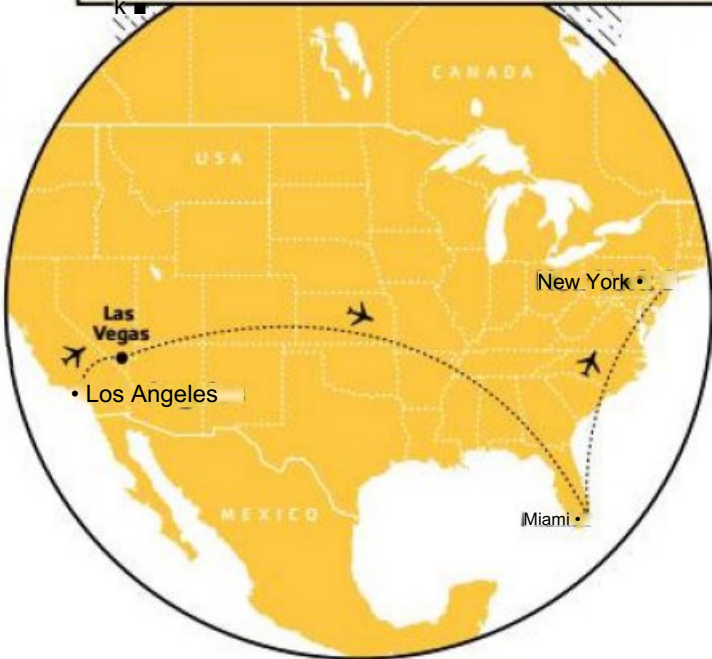 k
CANADA
USA
New York •
Las
Vegas
• Los Angeles
MEXICO
Miami •